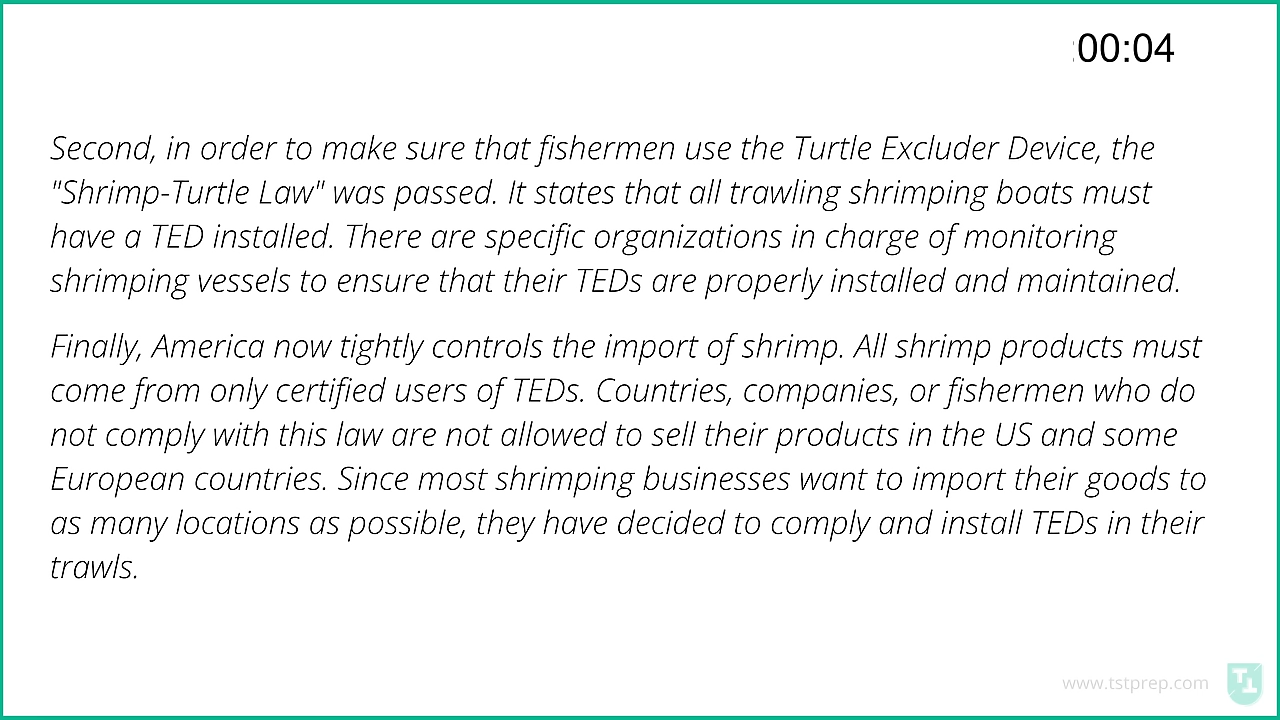 :00:04
Second, in order to make sure that fishermen use the Turtle Excluder Device, the
"Shrimp-Turtle Law" was passed. It states that all trawling shrimping boats must
have a TED installed. There are specific organizations in charge of monitoring
shrimping vessels to ensure that their TEDs are properly installed and maintained.
Finally, America now tightly controls the import of shrimp. All shrimp products must
come from only certified users of TEDs. Countries, companies, or fishermen who do
not comply with this law are not allowed to sell their products in the US and some
European countries. Since most shrimping businesses want to import their goods to
as many locations as possible, they have decided to comply and install TEDs in their
trawls.
www.tstprep.com